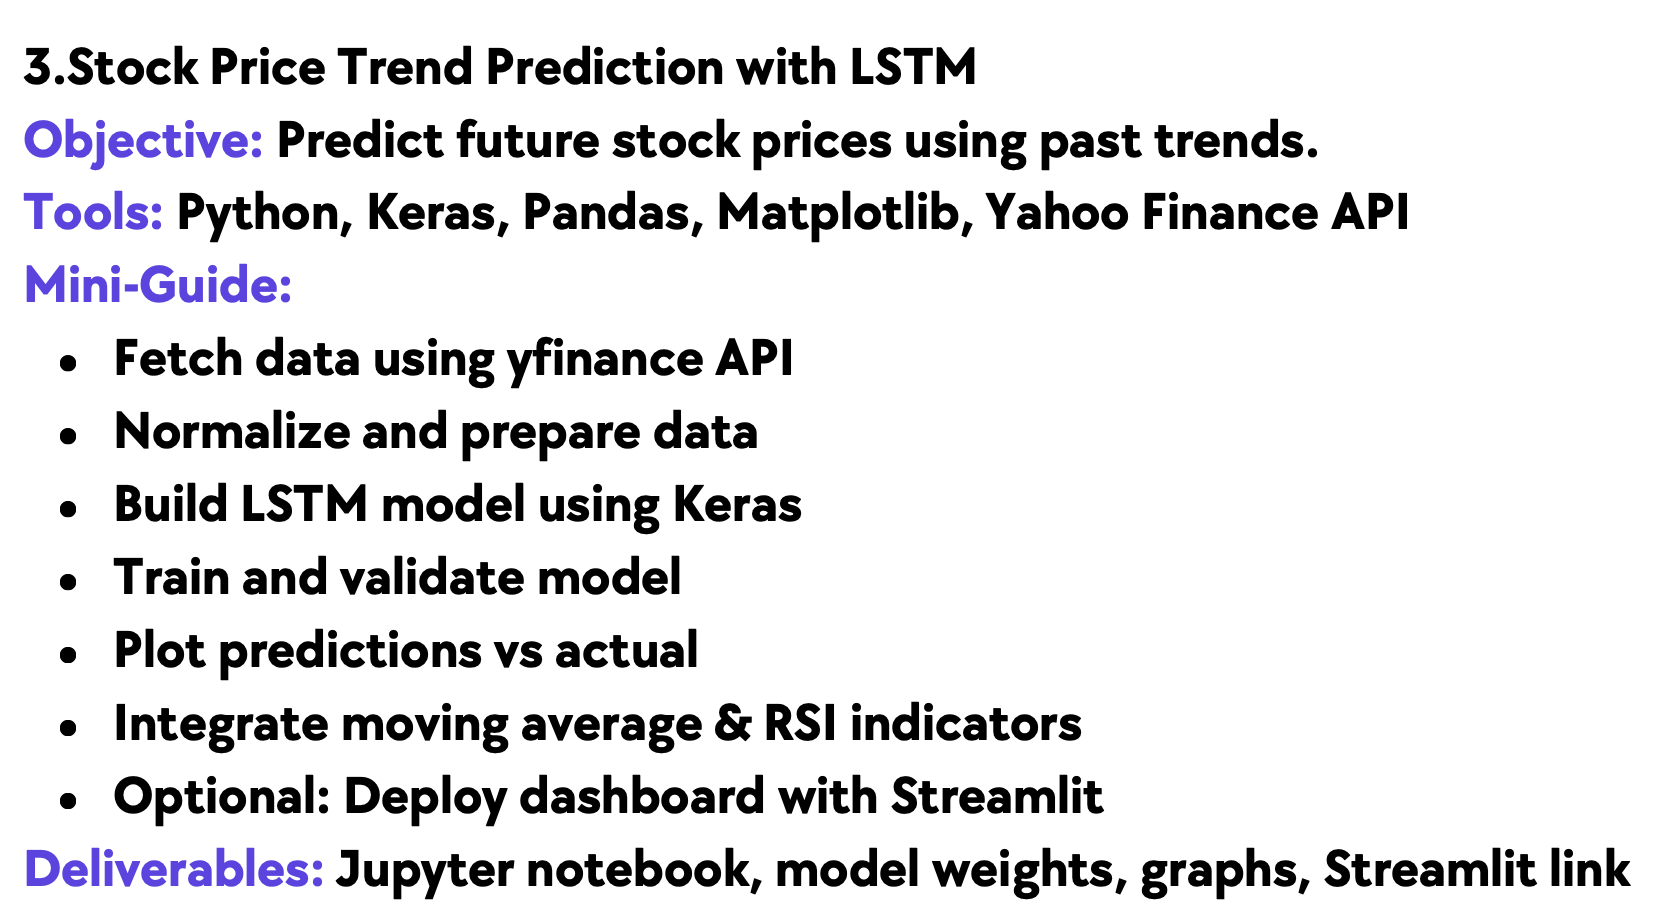 3.Stock Price Trend Prediction with LSTM
Objective: Predict future stock prices using past trends.
Tools: Python, Keras, Pandas, Matplotlib, Yahoo Finance API
Mini-Guide:
• Fetch data using yfinance API
• Normalize and prepare data
• Build LSTM model using Keras
• Train and validate model
• Plot predictions vs actual
• Integrate moving average & RSI indicators
• Optional: Deploy dashboard with Streamlit
Deliverables: Jupyter notebook, model weights, graphs, Streamlit link